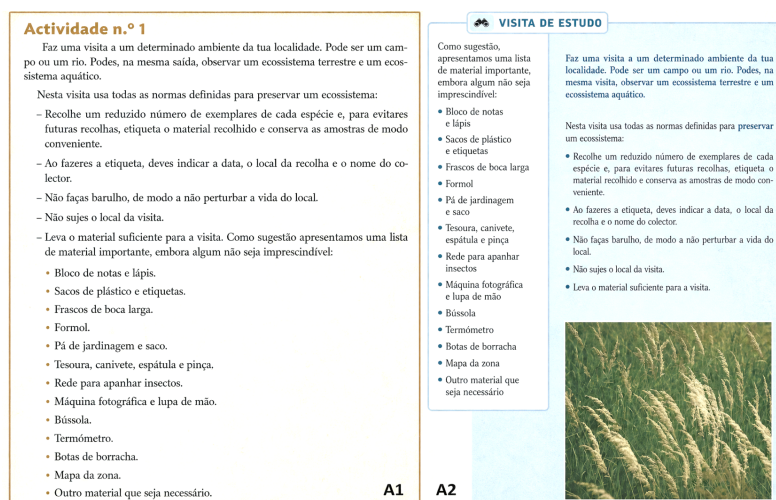 Actividade n.º 1
Faz uma visita a um determinado ambiente da tua localidade. Pode ser um cam-
po ou um rio. Podes, na mesma saída, observar um ecossistema terrestre e um ecos-
sistema aquático.
Nesta visita usa todas as normas definidas para preservar um ecossistema:
– Recolhe um reduzido número de exemplares de cada espécie e, para evitares
futuras recolhas, etiqueta o material recolhido e conserva as amostras de modo
conveniente.
– Ao fazeres a etiqueta, deves indicar a data, o local da recolha e o nome do co-
lector.
– Não faças barulho, de modo a não perturbar a vida do local.
– Não sujes o local da visita.
– Leva o material suficiente para a visita. Como sugestão apresentamos uma lista
de material importante, embora algum não seja imprescindível:
• Bloco de notas e lápis.
• Sacos de plástico e etiquetas.
• Frascos de boca larga.
• Formol.
• Pá de jardinagem e saco.
• Tesoura, canivete, espátula e pinça.
• Rede para apanhar insectos.
• Máquina fotográfica e lupa de mão.
• Bússola.
• Termómetro.
• Botas de borracha.
• Mapa da zona.
• Outro material que seja necessário.
A1
VISITA DE ESTUDO
Como sugestão,
apresentamos uma lista
de material importante,
embora algum não seja
imprescindível:
• Bloco de notas
e lápis
• Sacos de plástico
e etiquetas
• Frascos de boca larga
• Formol
• Pá de jardinagem
e saco
• Tesoura, canivete,
espátula e pinça
• Rede para apanhar
insectos
• Máquina fotográfica
e lupa de mão
• Bússola
• Termómetro
• Botas de borracha
• Mapa da zona
• Outro material que
seja necessário
A2
Faz uma visita a um determinado ambiente da tua
localidade. Pode ser um campo ou um rio. Podes, na
mesma visita, observar um ecossistema terrestre e um
ecossistema aquático.
Nesta visita usa todas as normas definidas para preservar
um ecossistema:
• Recolhe um reduzido número de exemplares de cada
espécie e, para evitares futuras recolhas, etiqueta o
material recolhido e conserva as amostras de modo con-
veniente.
• Ao fazeres a etiqueta, deves indicar a data, o local da
recolha e o nome do colector.
• Não faças barulho, de modo a não perturbar a vida do
local.
• Não sujes o local da visita.
• Leva o material suficiente para a visita.